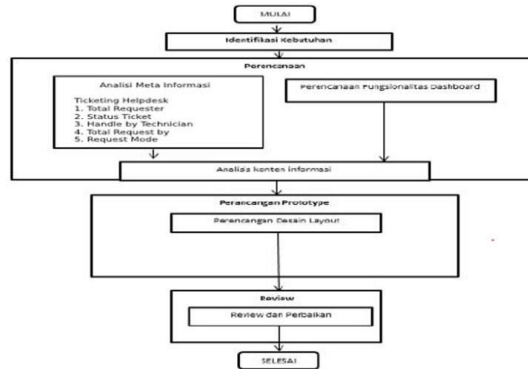 MULAI
Identifikasi Kebutuhan
Perencanaan
Analisi Meta Informasi
Ticketing Helpdesk
1. Total Requester
2. Status Ticket
3. Handle by Technician
4. Total Request by
5. Request Mode
Perencanaan Fungsionalitas Dashboard
Analisis konten informasi
Perancangan Prototype
Perencangan Desain Layout
Review
Review dan Perbaikan
SELESAI